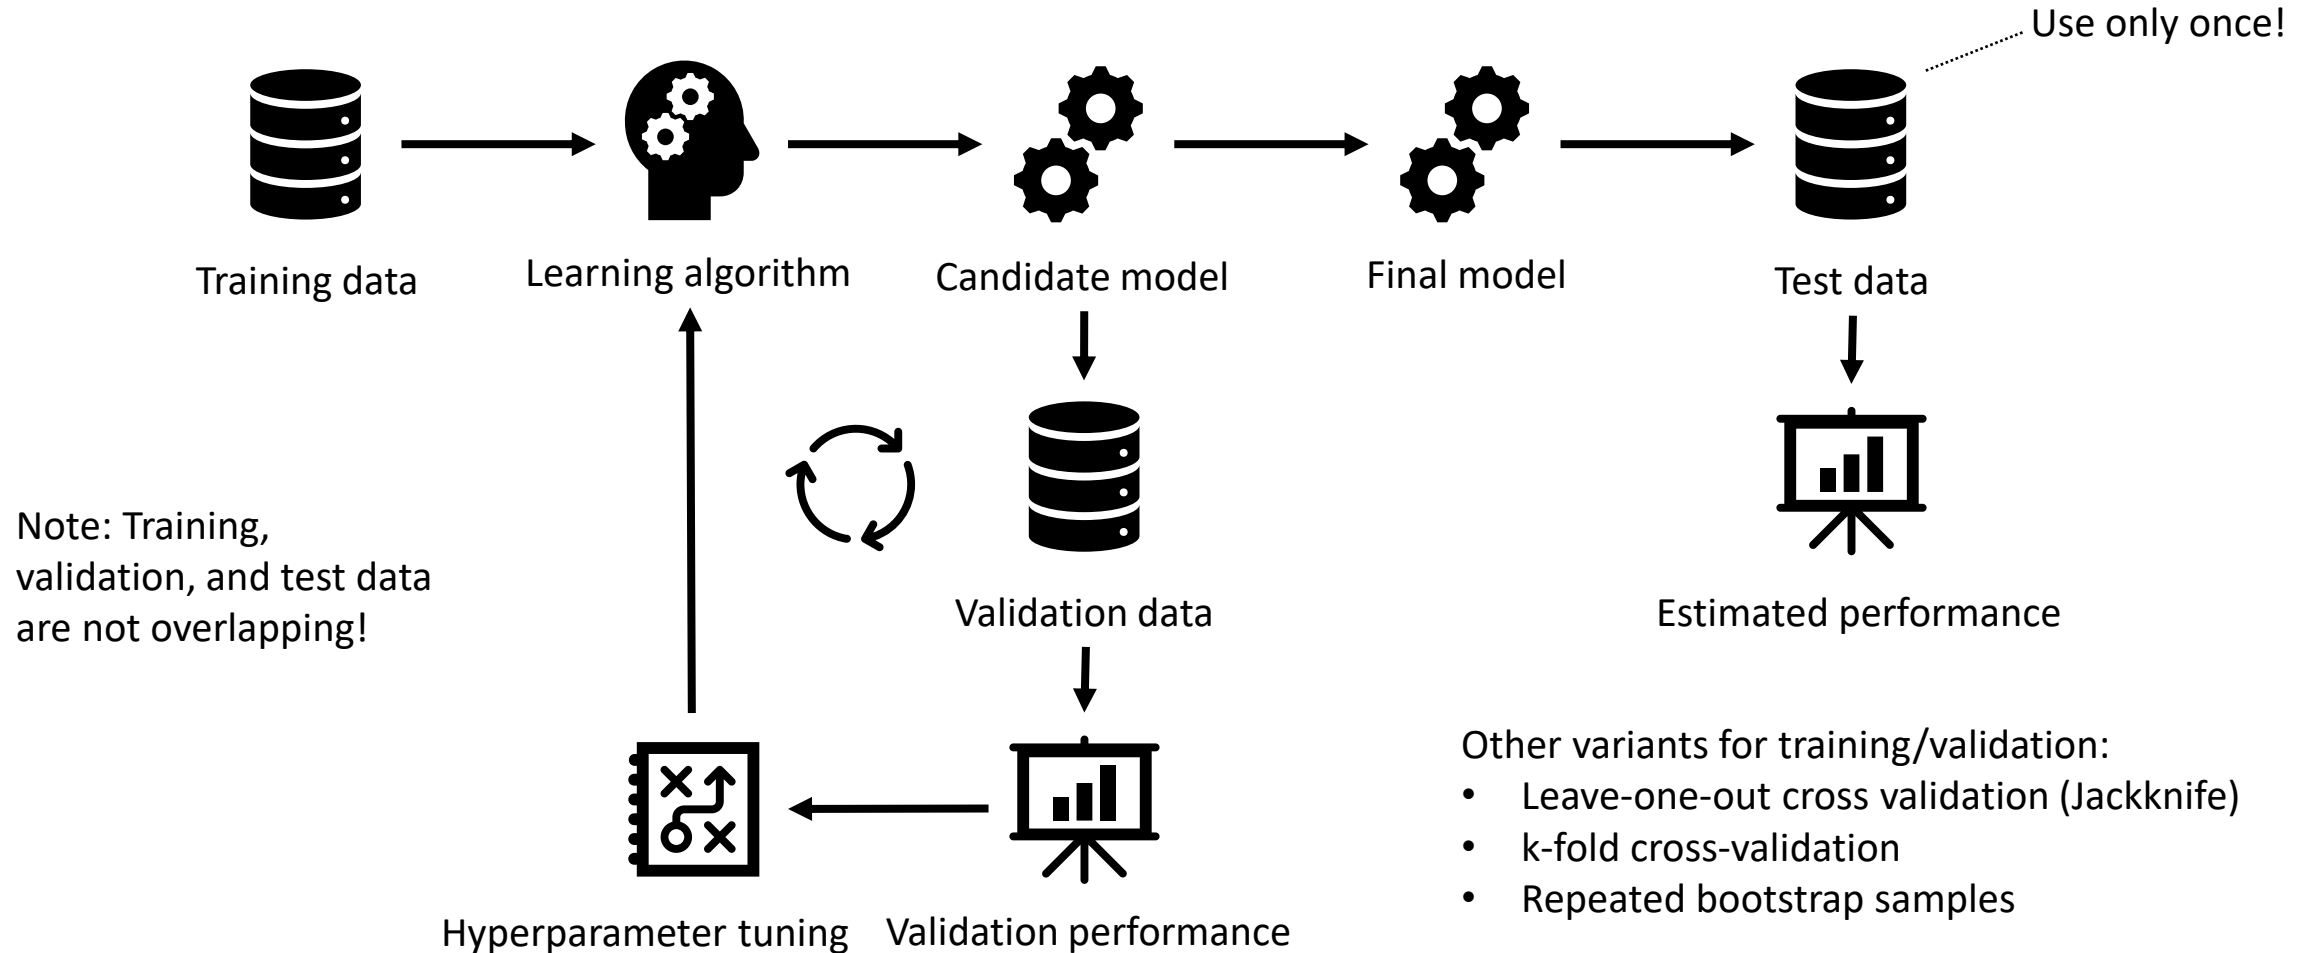 Use only once!
Training data
Learning algorithm
Candidate model
Final model
Test data
Note: Training,
validation, and test data
are not overlapping!
Validation data
Estimated performance
Hyperparameter tuning
Validation performance
Other variants for training/validation:
• Leave-one-out cross validation (Jackknife)
• k-fold cross-validation
• Repeated bootstrap samples